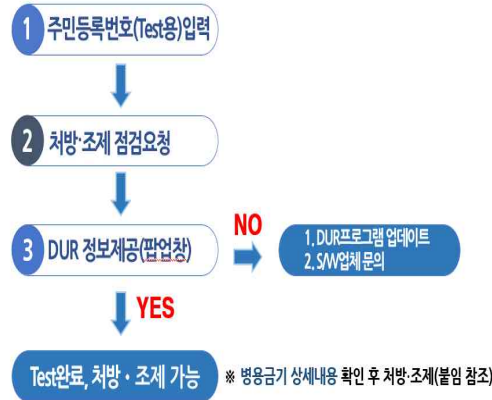 1 주민등록번호(Test용)입력
2 처방·조제 점검요청
3 DUR 정보제공(팝업창)
NO
1. DUR프로그램 업데이트
2. S/W업체 문의
YES
Test완료, 처방·조제 가능
※ 병용금기 상세내용 확인 후 처방·조제(붙임 참조)